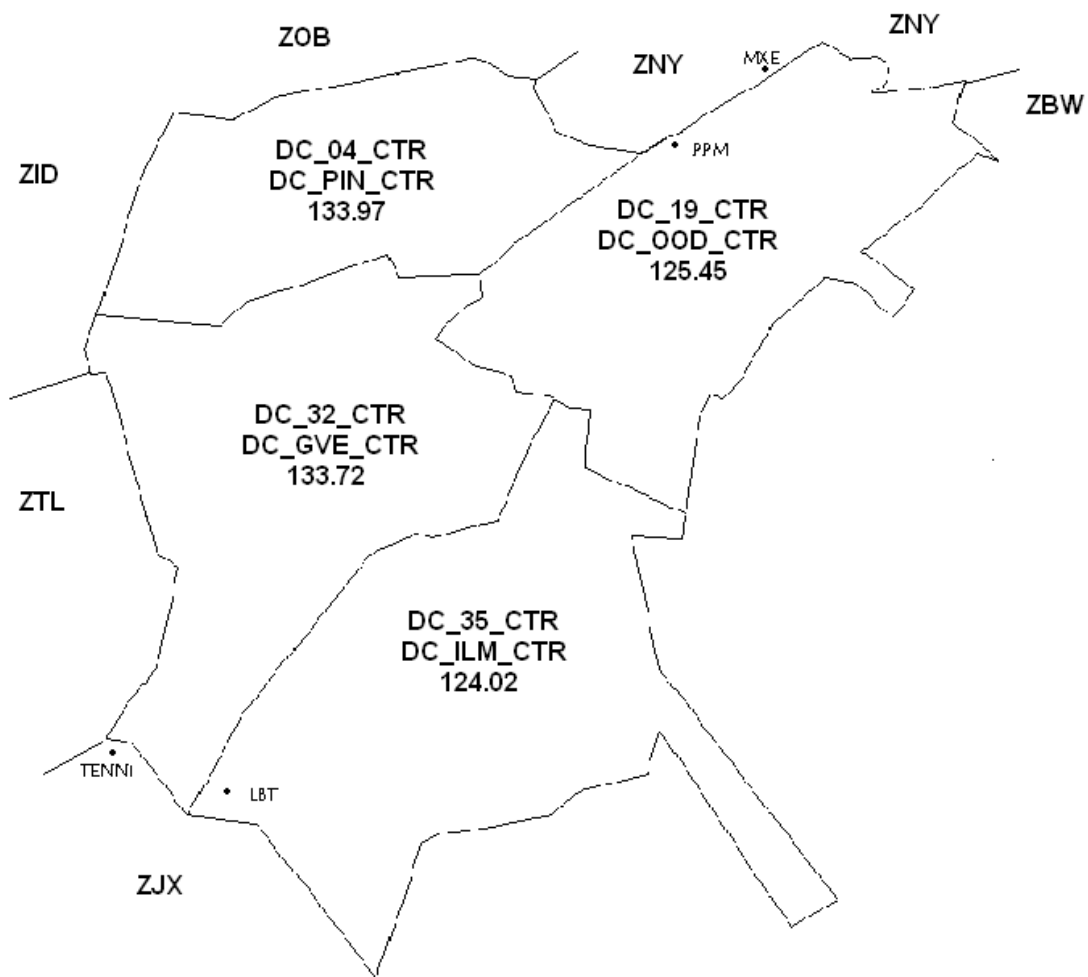 ZOB
ZNY
ZNY
MXE
ZBW
ZID
DC_04_CTR
DC_PIN_CTR
133.97
PPM
DC_19_CTR
DC_OOD_CTR
125.45
DC_32_CTR
DC_GVE_CTR
133.72
ZTL
DC_35_CTR
DC_ILM_CTR
124.02
TENNI
LBT
ZJX